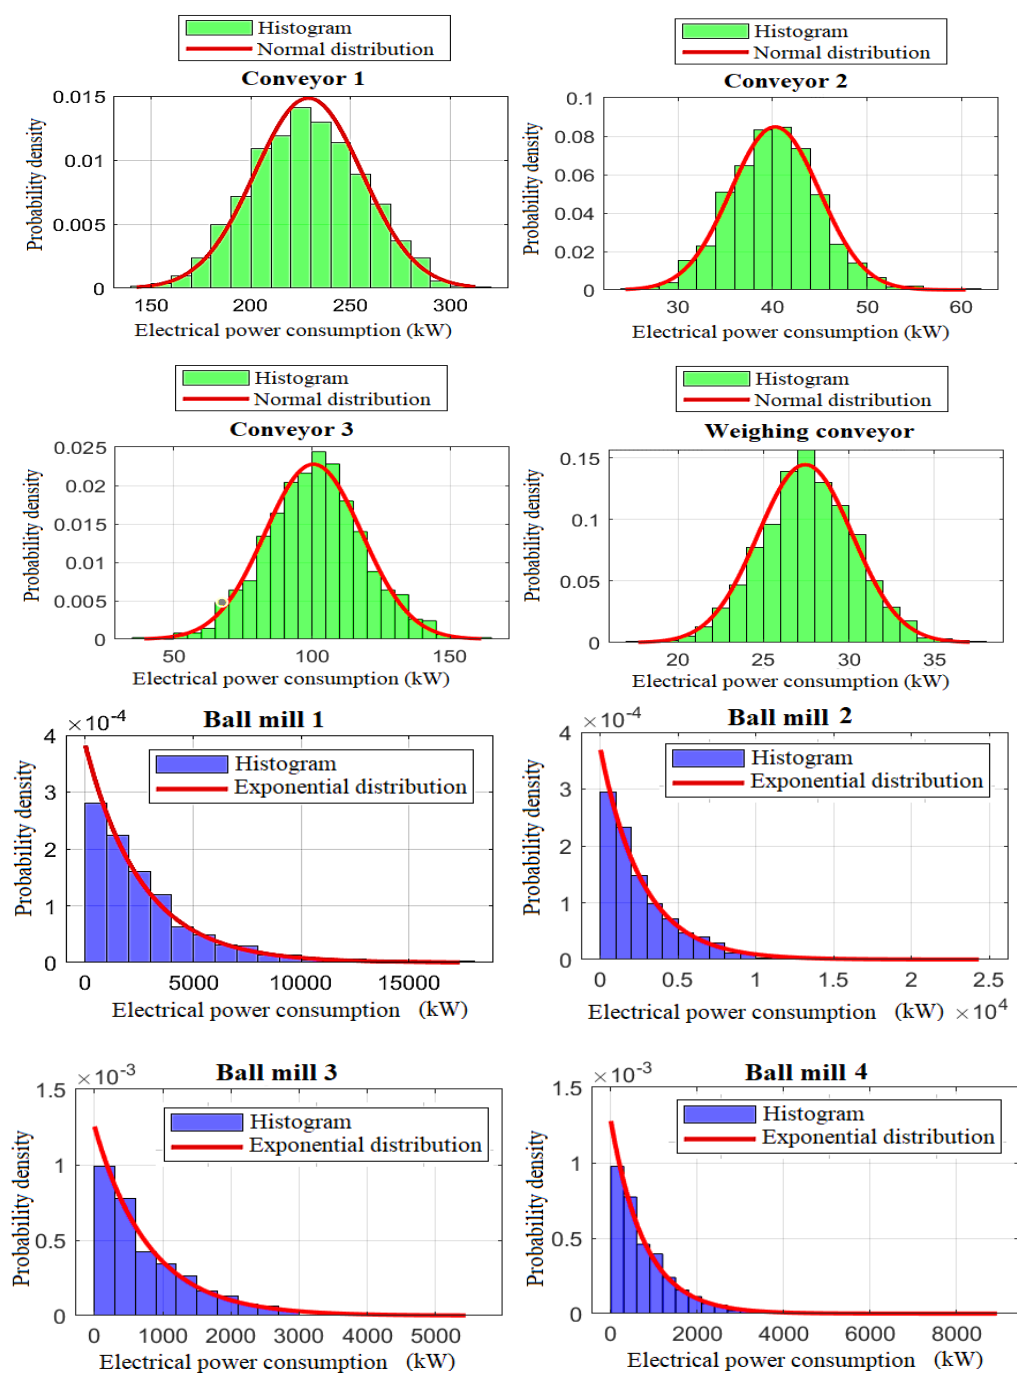 Histogram
Normal distribution
Conveyor 1
0.015
0.01
0.005
0
150 200 250 300
Probability density
Electrical power consumption (kW)
Histogram
Normal distribution
Conveyor 2
0.1
0.08
0.06
0.04
0.02
0
30 40 50 60
Probability density
Electrical power consumption (kW)
Histogram
Normal distribution
Conveyor 3
0.025
0.02
0.015
0.01
0.005
0
50 100 150
Probability density
Electrical power consumption (kW)
Histogram
Normal distribution
Weighing conveyor
0.15
0.1
0.05
0
20 25 30 35
Probability density
Electrical power consumption (kW)
Ball mill 1
×10-4
Histogram
Exponential distribution
4
3
2
1
0
0 5000 10000 15000
Probability density
Electrical power consumption (kW)
Ball mill 2
×10-4
Histogram
Exponential distribution
4
3
2
1
0
0 0.5 1 1.5 2 2.5
Probability density
Electrical power consumption (kW) ×104
Ball mill 3
×10-3
Histogram
Exponential distribution
1.5
1
0.5
0
0 1000 2000 3000 4000 5000
Probability density
Electrical power consumption (kW)
Ball mill 4
×10-3
Histogram
Exponential distribution
1.5
1
0.5
0
0 2000 4000 6000 8000
Probability density
Electrical power consumption (kW)